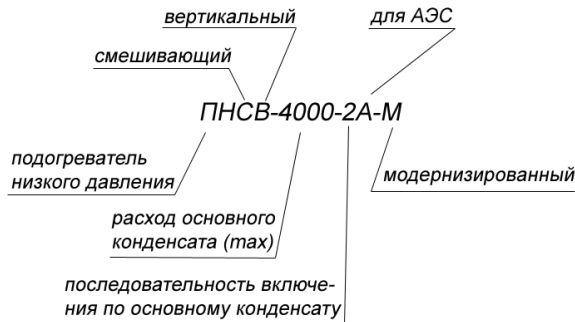 вертикальный
для АЭС
смешивающий
ПНСВ-4000-2А-М
подогреватель
низкого давления
модернизированный
расход основного
конденсата (max)
последовательность включе-
ния по основному конденсату